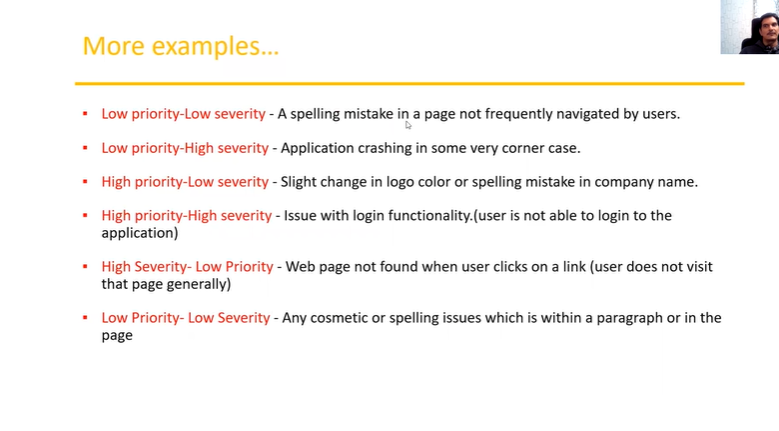 More examples...
▪ Low priority-Low severity - A spelling mistake in a page not frequently navigated by users.
▪ Low priority-High severity - Application crashing in some very corner case.
▪ High priority-Low severity - Slight change in logo color or spelling mistake in company name.
▪ High priority-High severity - Issue with login functionality.(user is not able to login to the
application)
▪ High Severity- Low Priority - Web page not found when user clicks on a link (user does not visit
that page generally)
▪ Low Priority- Low Severity - Any cosmetic or spelling issues which is within a paragraph or in the
page